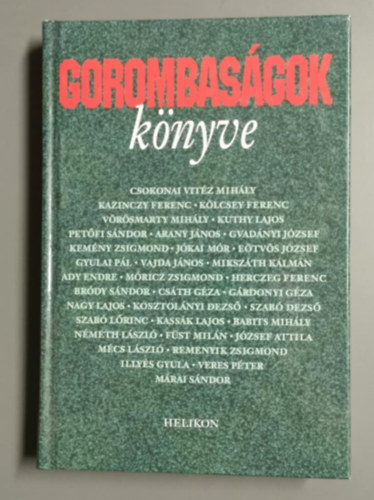 GOROMBASÁGOK
könyve
CSOKONAI VITÉZ MIHÁLY
KAZINCZY FERENC • KÖLCSEY FERENC
VÖRÖSMARTY MIHÁLY • KUTHY LAJOS
PETŐFI SÁNDOR • ARANY JÁNOS • GVADÁNYI JÓZSEF
KEMÉNY ZSIGMOND • JÓKAI MÓR • EÖTVÖS JÓZSEF
GYULAI PÁL • VAJDA JÁNOS • MIKSZÁTH KÁLMÁN
ADY ENDRE • MÓRICZ ZSIGMOND • HERCZEG FERENC
BRÓDY SÁNDOR • CSÁTH GÉZA • GÁRDONYI GÉZA
NAGY LAJOS • KOSZTOLÁNYI DEZSŐ • SZABÓ DEZSŐ
SZABÓ LŐRINC • KASSÁK LAJOS • BABITS MIHÁLY
NÉMETH LÁSZLÓ • FÜST MILÁN • JÓZSEF ATTILA
MÉCS LÁSZLÓ • REMENYIK ZSIGMOND
ILLYÉS GYULA • VERES PÉTER
MÁRAI SÁNDOR
HELIKON